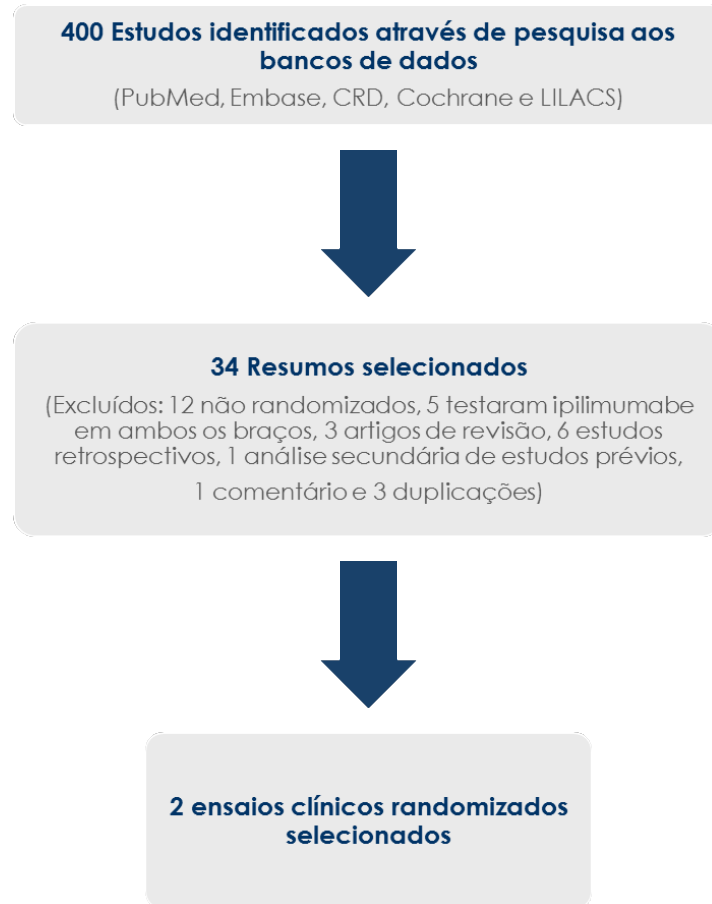 400 Estudos identificados através de pesquisa aos
bancos de dados
(PubMed, Embase, CRD, Cochrane e LILACS)
34 Resumos selecionados
(Excluídos: 12 não randomizados, 5 testaram ipilimumabe
em ambos os braços, 3 artigos de revisão, 6 estudos
retrospectivos, 1 análise secundária de estudos prévios,
1 comentário e 3 duplicações)
2 ensaios clínicos randomizados
selecionados